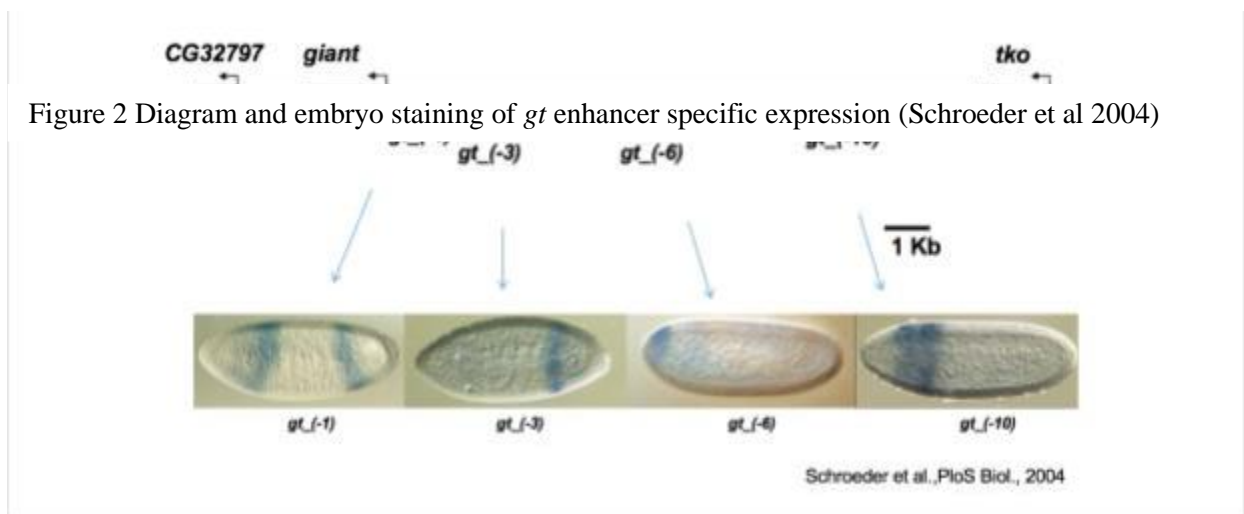 CG32797 giant tko
Figure 2 Diagram and embryo staining of gt enhancer specific expression (Schroeder et al 2004)
gt_(-3) gt_(-6)
1 Kb
gt_(-1) gt_(-3) gt_(-6) gt_(-10)
Schroeder et al.,PloS Biol., 2004